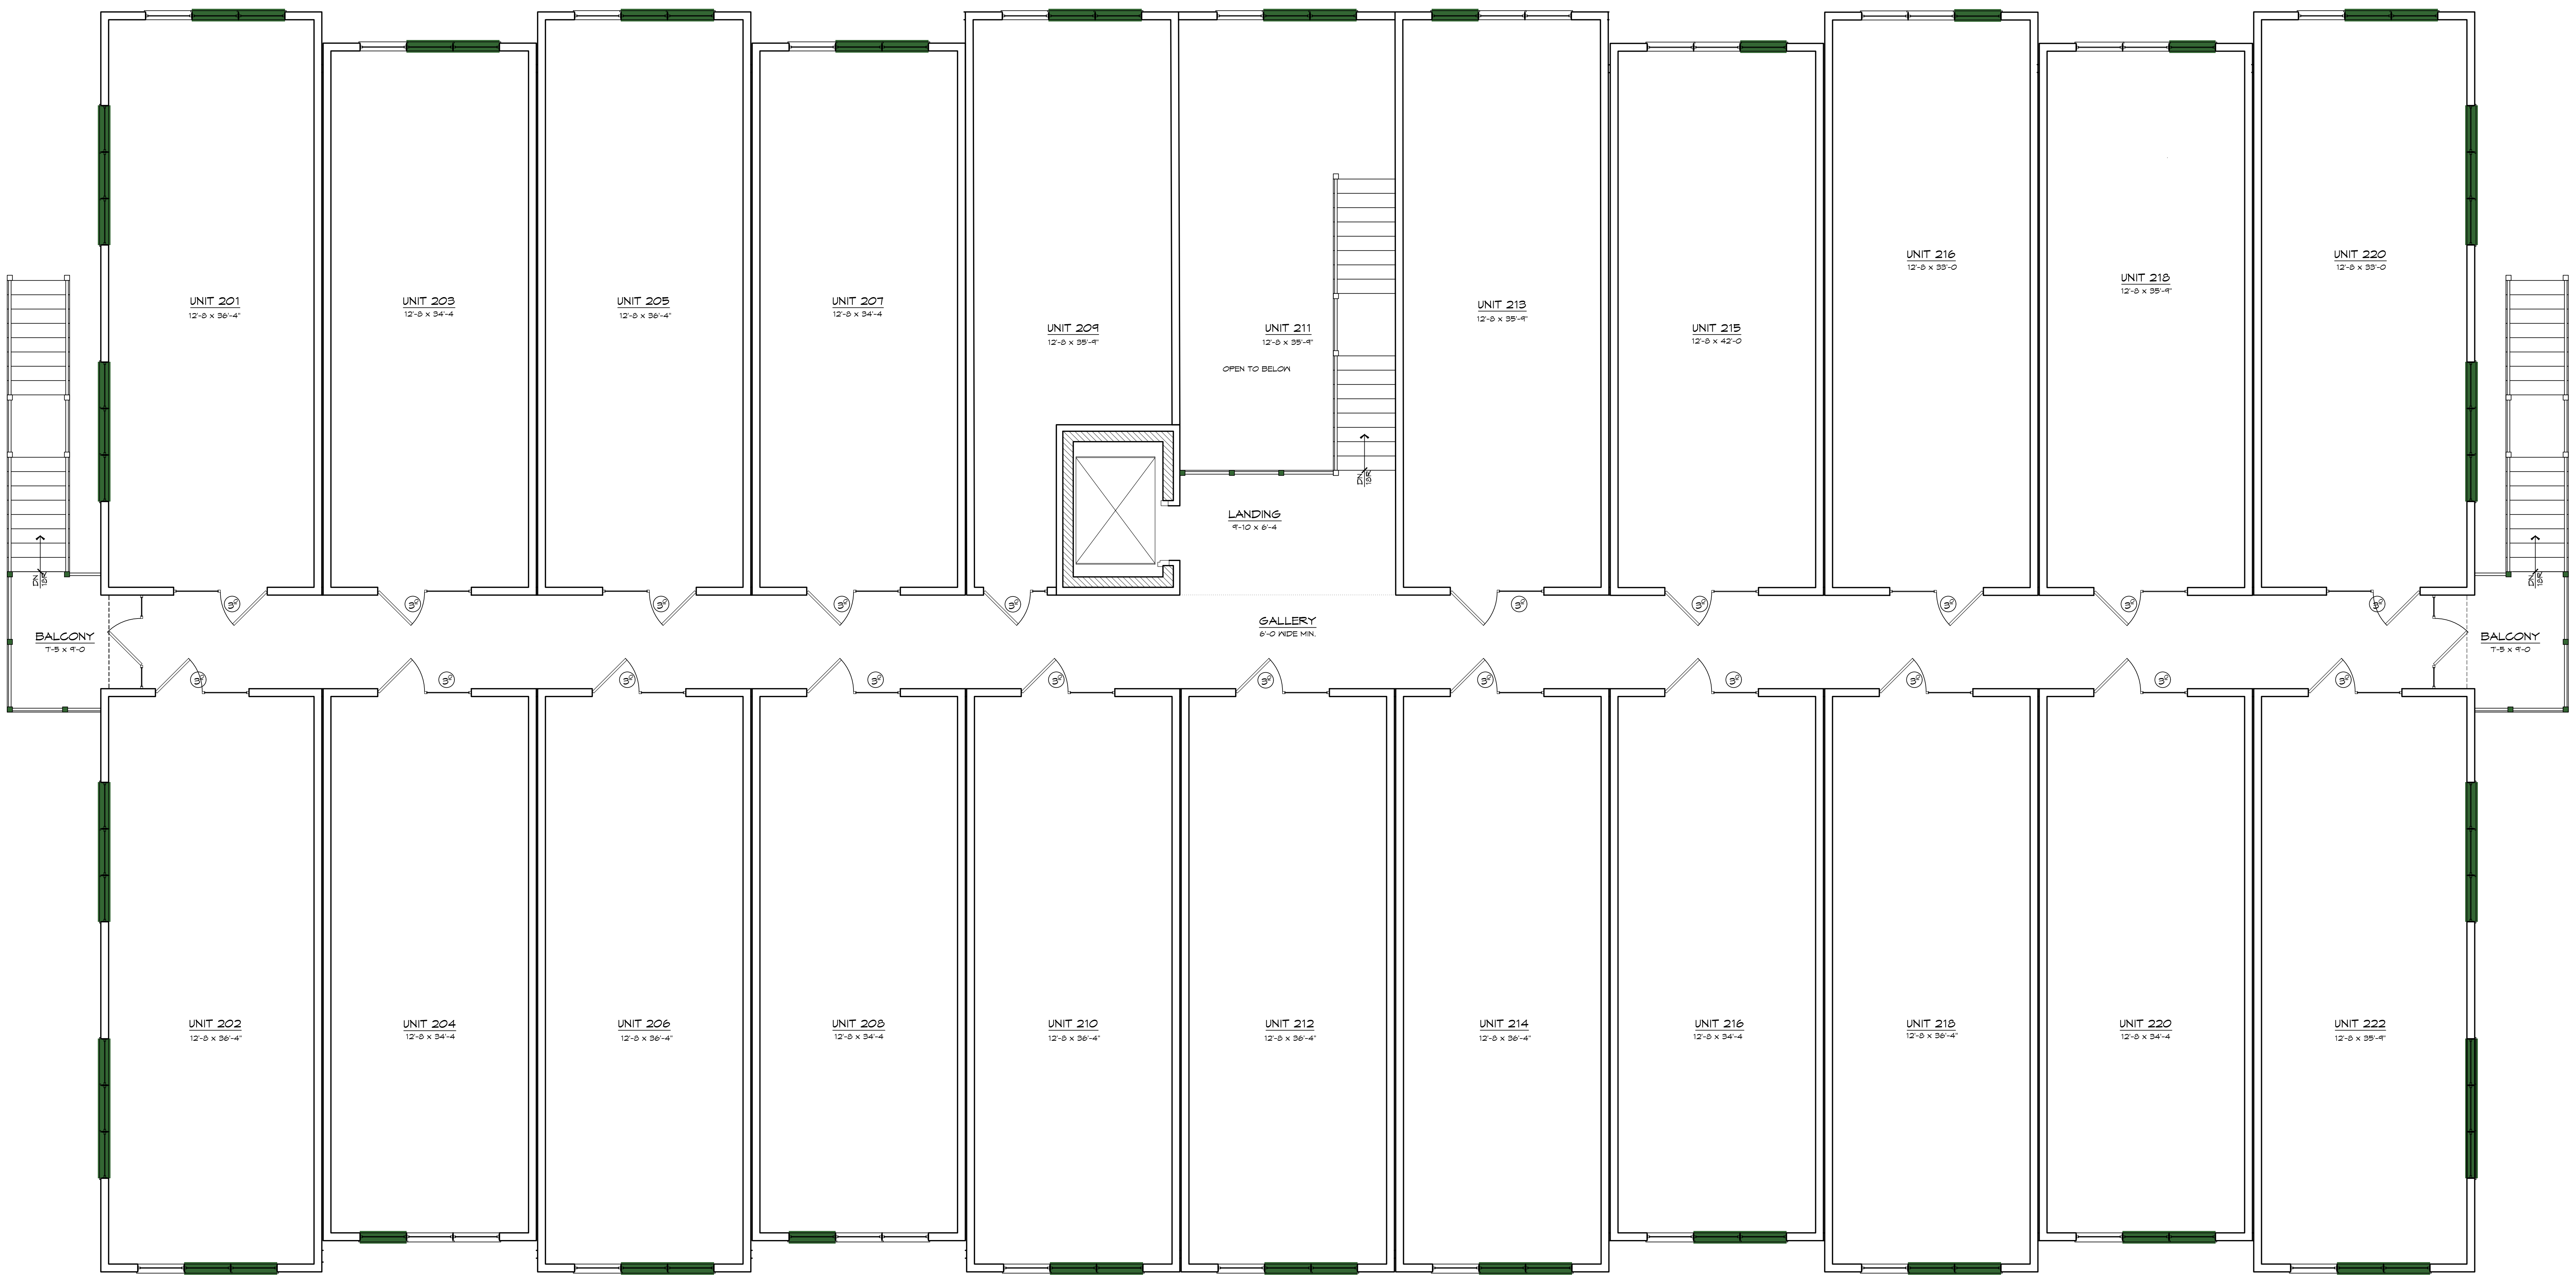 UNIT 201
12'-8 x 36'-4"
UNIT 203
12'-8 x 34'-4
UNIT 205
12'-8 x 36'-4"
UNIT 207
12'-8 x 34'-4
UNIT 209
12'-8 x 35'-9"
UNIT 211
12'-8 x 35'-9"
OPEN TO BELOW
UNIT 213
12'-8 x 35'-9"
UNIT 215
12'-8 x 42'-0
UNIT 216
12'-8 x 33'-0
UNIT 218
12'-8 x 35'-9"
UNIT 220
12'-8 x 33'-0
DN
18R
LANDING
9'-10 x 6'-4
DN
18R
DN
18R
BALCONY
7'-5 x 9'-0
GALLERY
6'-0 WIDE MIN.
BALCONY
7'-5 x 9'-0
UNIT 202
12'-8 x 36'-4"
UNIT 204
12'-8 x 34'-4
UNIT 206
12'-8 x 36'-4"
UNIT 208
12'-8 x 34'-4
UNIT 210
12'-8 x 36'-4"
UNIT 212
12'-8 x 36'-4"
UNIT 214
12'-8 x 36'-4"
UNIT 216
12'-8 x 34'-4
UNIT 218
12'-8 x 36'-4"
UNIT 220
12'-8 x 34'-4
UNIT 222
12'-8 x 35'-9"